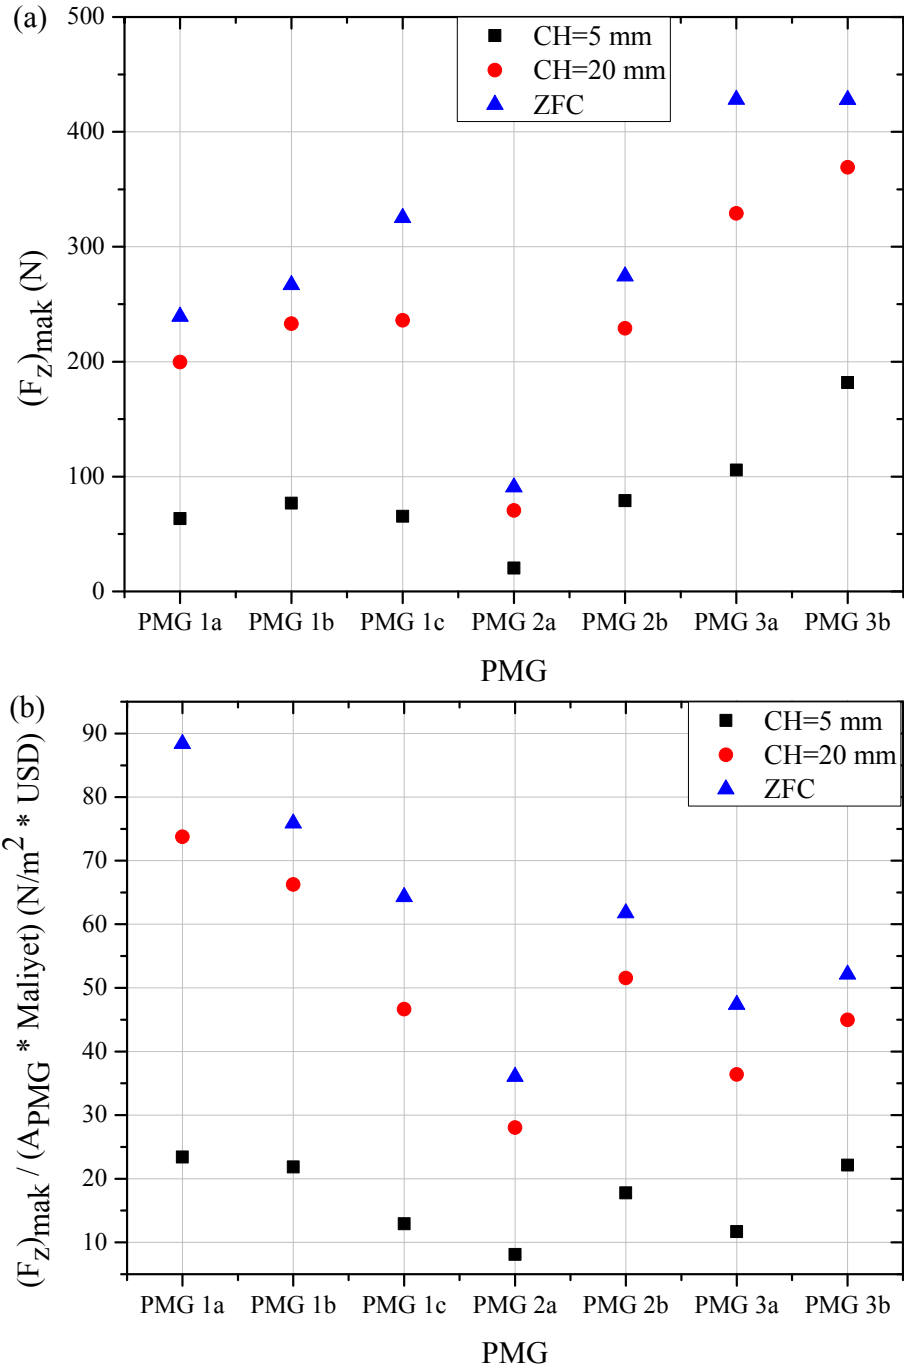 (a)
500
400
300
200
100
0
(Fz)mak (N)
CH=5 mm
CH=20 mm
ZFC
PMG 1a PMG 1b PMG 1c PMG 2a PMG 2b PMG 3a PMG 3b
PMG
(b)
90
80
70
60
50
40
30
20
10
(Fz)mak / (APMG * Maliyet) (N/m² * USD)
CH=5 mm
CH=20 mm
ZFC
PMG 1a PMG 1b PMG 1c PMG 2a PMG 2b PMG 3a PMG 3b
PMG